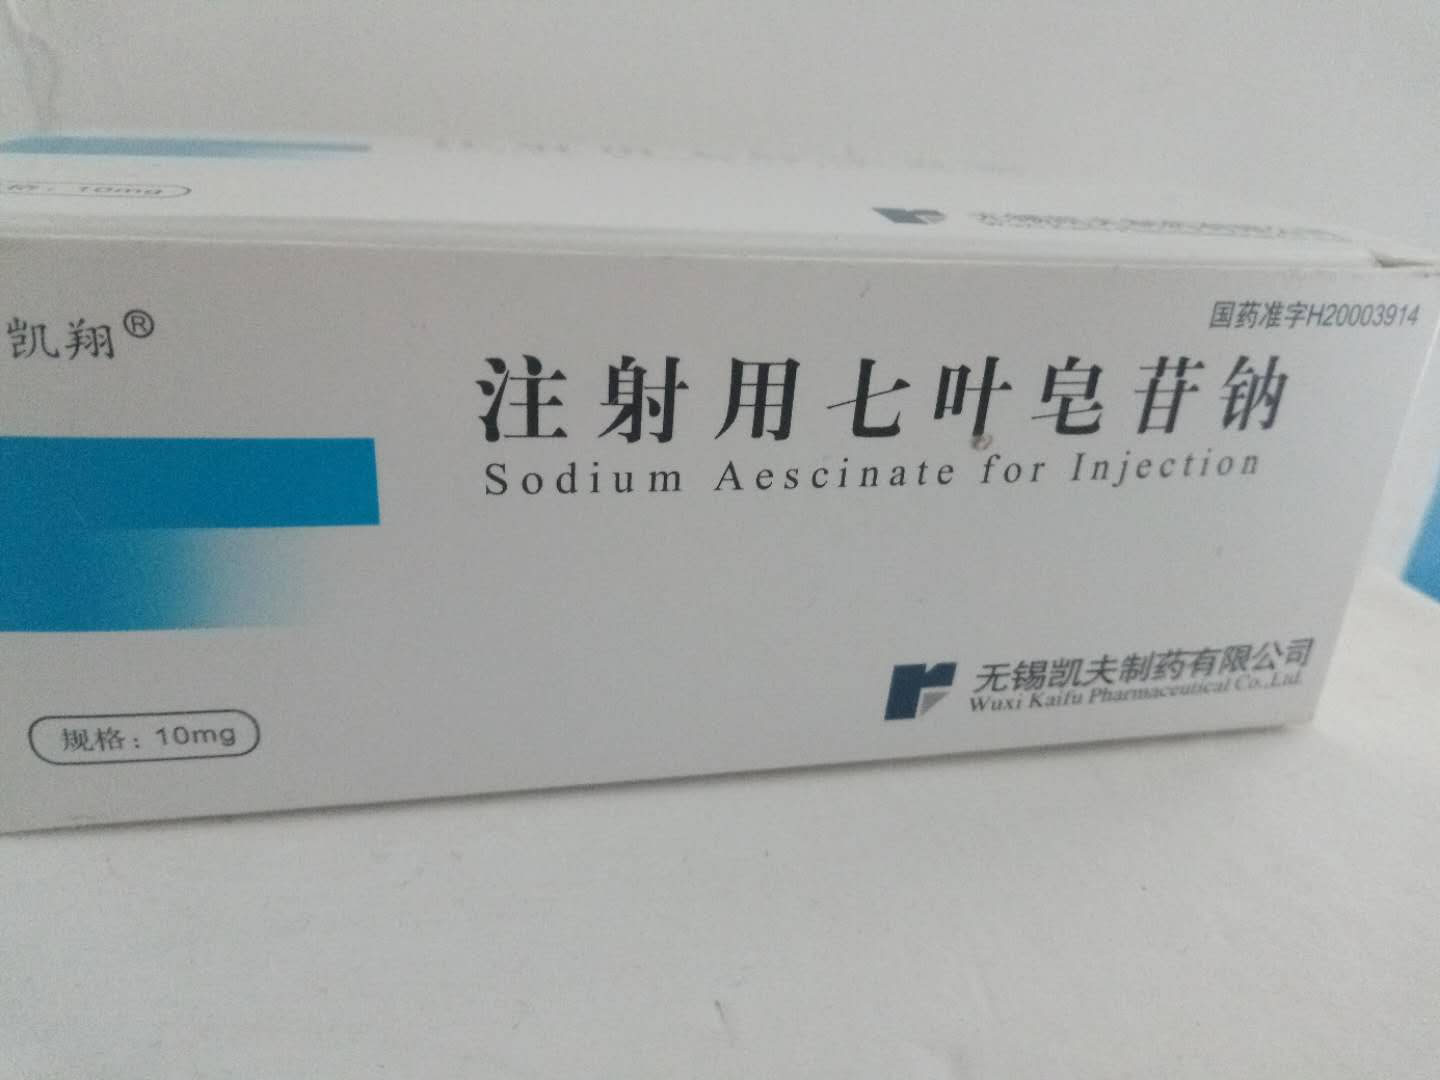 10mg
国药准字H20003914
凯翔®
注射用七叶皂苷钠
Sodium Aescinate for Injection
无锡凯夫制药有限公司
Wuxi Kaifu Pharmaceutical Co.,Ltd.
规格：10mg